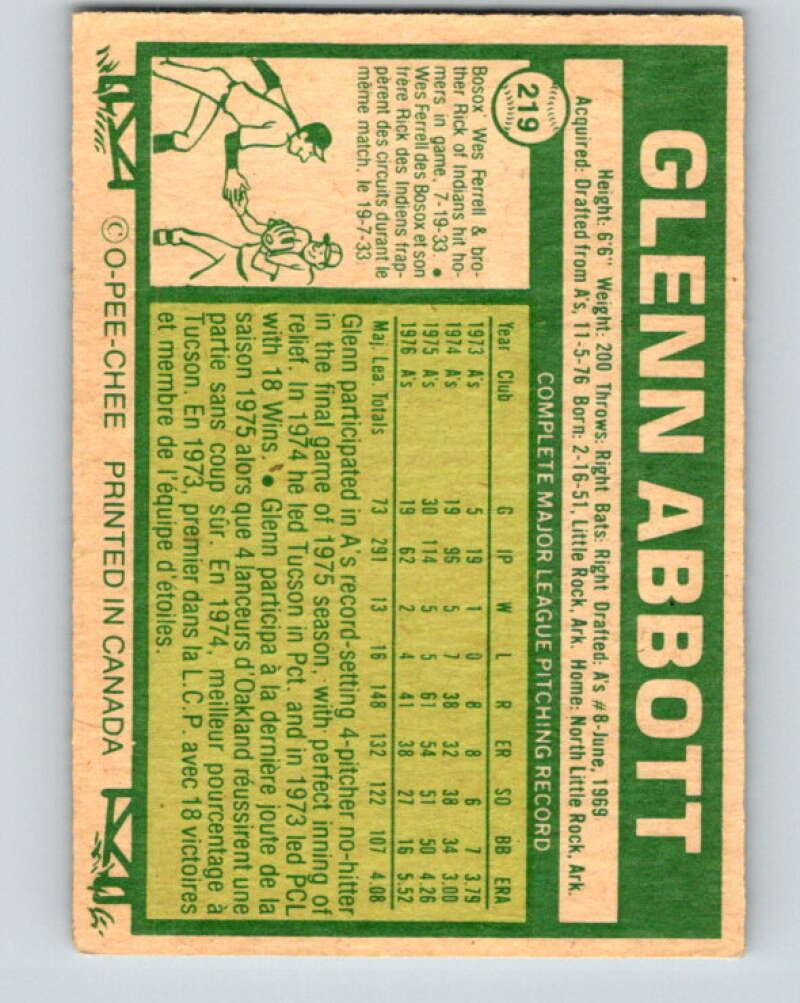 GLENN ABBOTT
Height: 6'6" Weight: 200 Throws: Right Bats: Right Drafted: A's #8-June, 1969
Acquired: Drafted from A's, 11-5-76 Born: 2-16-51, Little Rock, Ark. Home: North Little Rock, Ark.
219
COMPLETE MAJOR LEAGUE PITCHING RECORD
Bosox' Wes Ferrell & bro-
ther Rick of Indians hit ho-
mers in game, 7-19-33. •
Wes Ferrell des Bosox et son
frère Rick des Indiens frap-
pèrent des circuits durant le
même match, le 19-7-33.
Year Club G IP W L R ER SO BB ERA
1973 A's 5 19 1 0 8 8 6 7 3.79
1974 A's 19 96 5 7 38 32 38 34 3.00
1975 A's 30 114 5 5 61 54 51 50 4.26
1976 A's 19 62 2 4 41 38 27 16 5.52
Maj. Lea Totals 73 291 13 16 148 132 122 107 4.08
Glenn participated in A's record-setting 4-pitcher no-hitter
in the final game of 1975 season, with perfect inning of
relief. In 1974 he led Tucson in Pct. and in 1973 led PCL
with 18 Wins. • Glenn participa à la dernière joute de la
saison 1975 alors que 4 lanceurs d'Oakland réussirent une
partie sans coup sûr. En 1974, meilleur pourcentage à
Tucson. En 1973, premier dans la L.C.P. avec 18 victoires
et membre de l'équipe d'étoiles.
© O-PEE-CHEE PRINTED IN CANADA